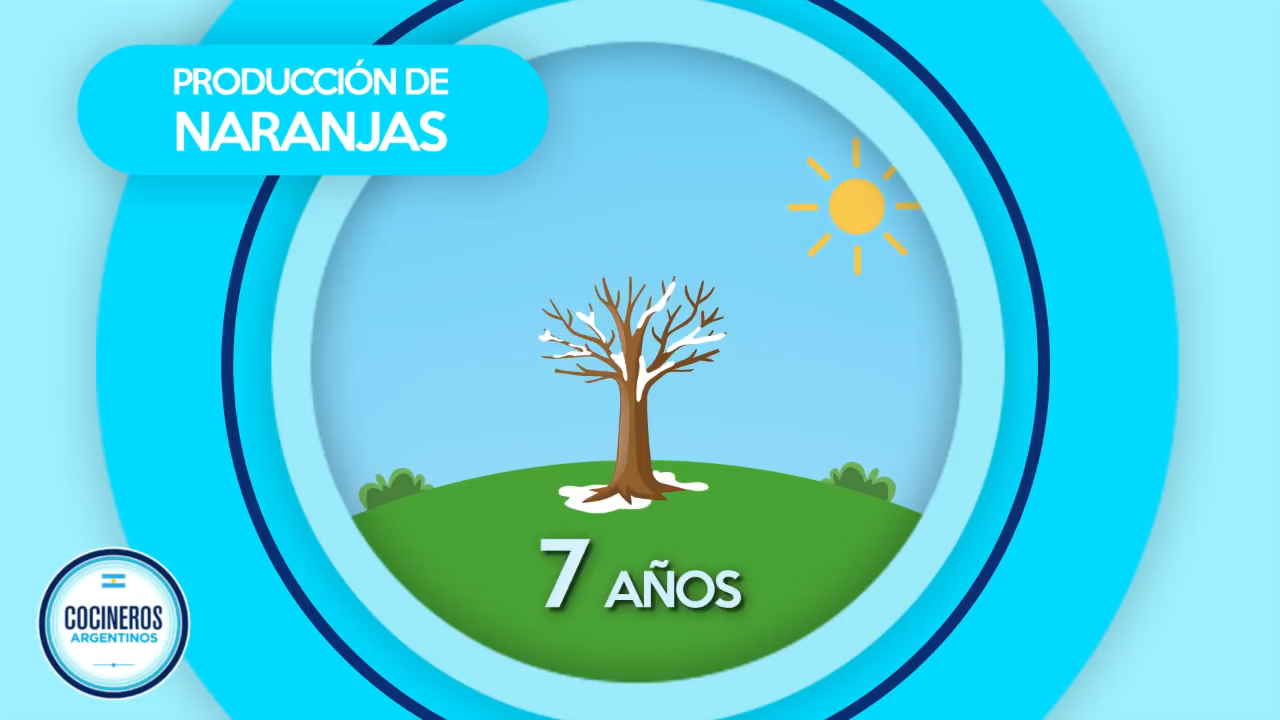 PRODUCCIÓN DE
NARANJAS
7 AÑOS
COCINEROS
ARGENTINOS